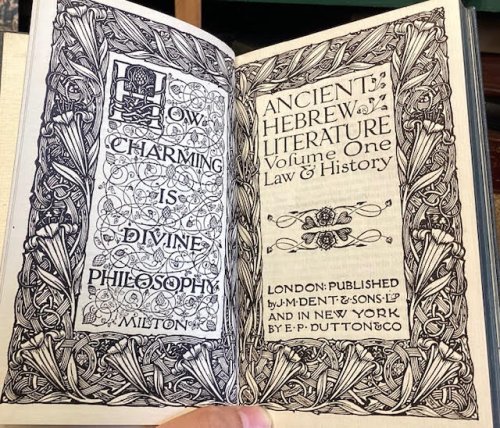 HOW
CHARMING
IS
DIVINE
PHILOSOPHY
MILTON
ANCIENT
HEBREW
LITERATURE
Volume One
Law & History
LONDON: PUBLISHED
by J·M·DENT·&·SONS·LTD
AND IN NEW YORK
BY E·P·DUTTON & CO